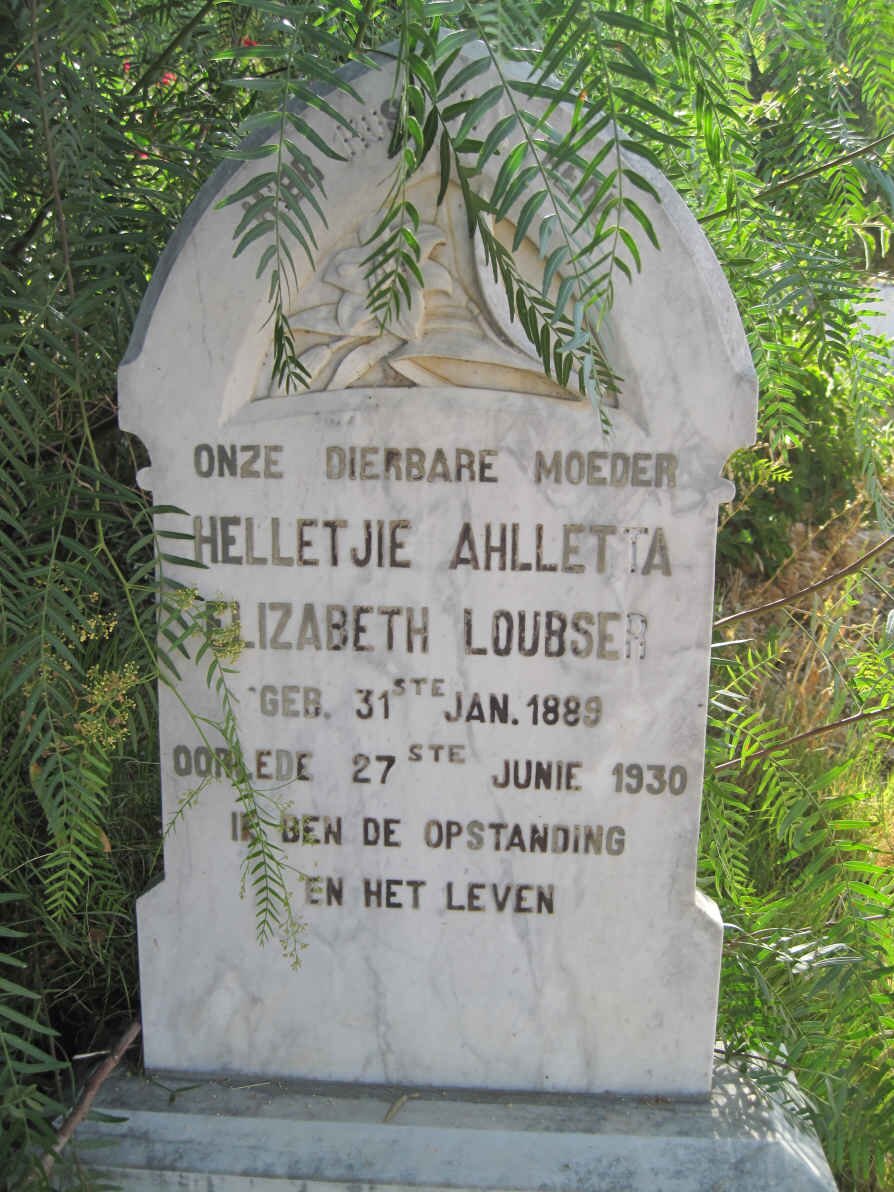 ONZE DIERBARE MOEDER
HELLETJIE AHLLETTA
ELIZABETH LOUBSER
GEB. 31STE JAN. 1889
OORLEDE 27STE JUNIE 1930
IK BEN DE OPSTANDING
EN HET LEVEN